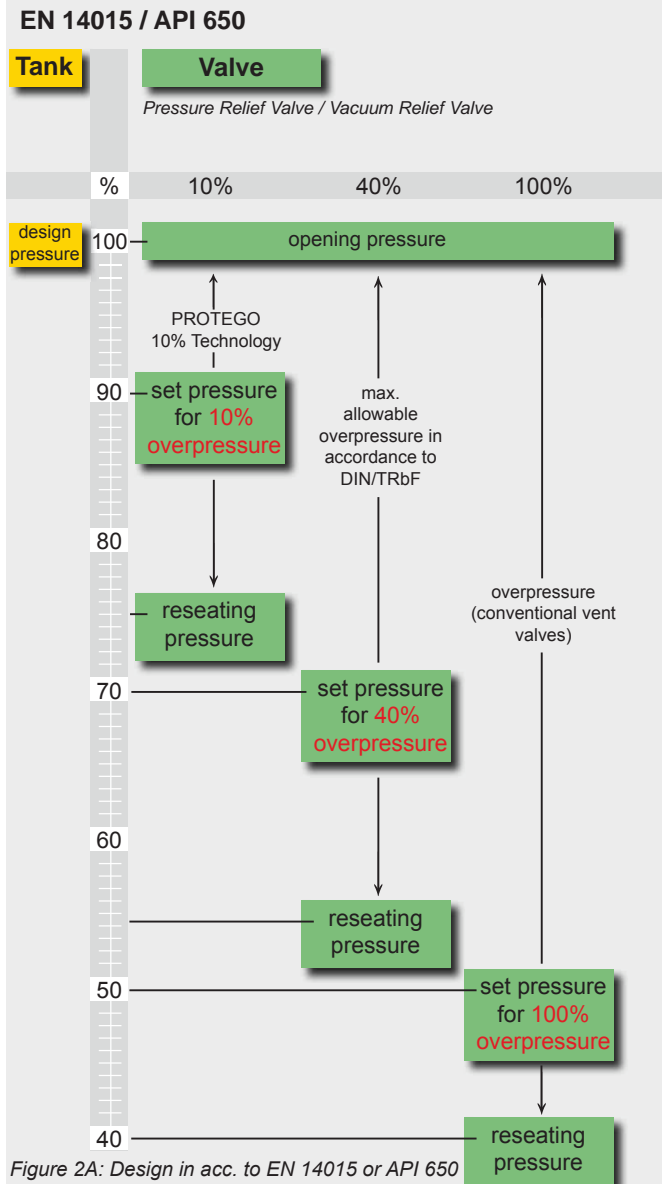 EN 14015 / API 650
Tank
Valve
Pressure Relief Valve / Vacuum Relief Valve
% 10% 40% 100%
design
pressure
100
opening pressure
PROTEGO
10% Technology
90
set pressure
for 10%
overpressure
max.
allowable
overpressure in
accordance to
DIN/TRbF
80
reseating
pressure
overpressure
(conventional vent
valves)
70
set pressure
for 40%
overpressure
60
reseating
pressure
50
set pressure
for 100%
overpressure
40
reseating
pressure
Figure 2A: Design in acc. to EN 14015 or API 650